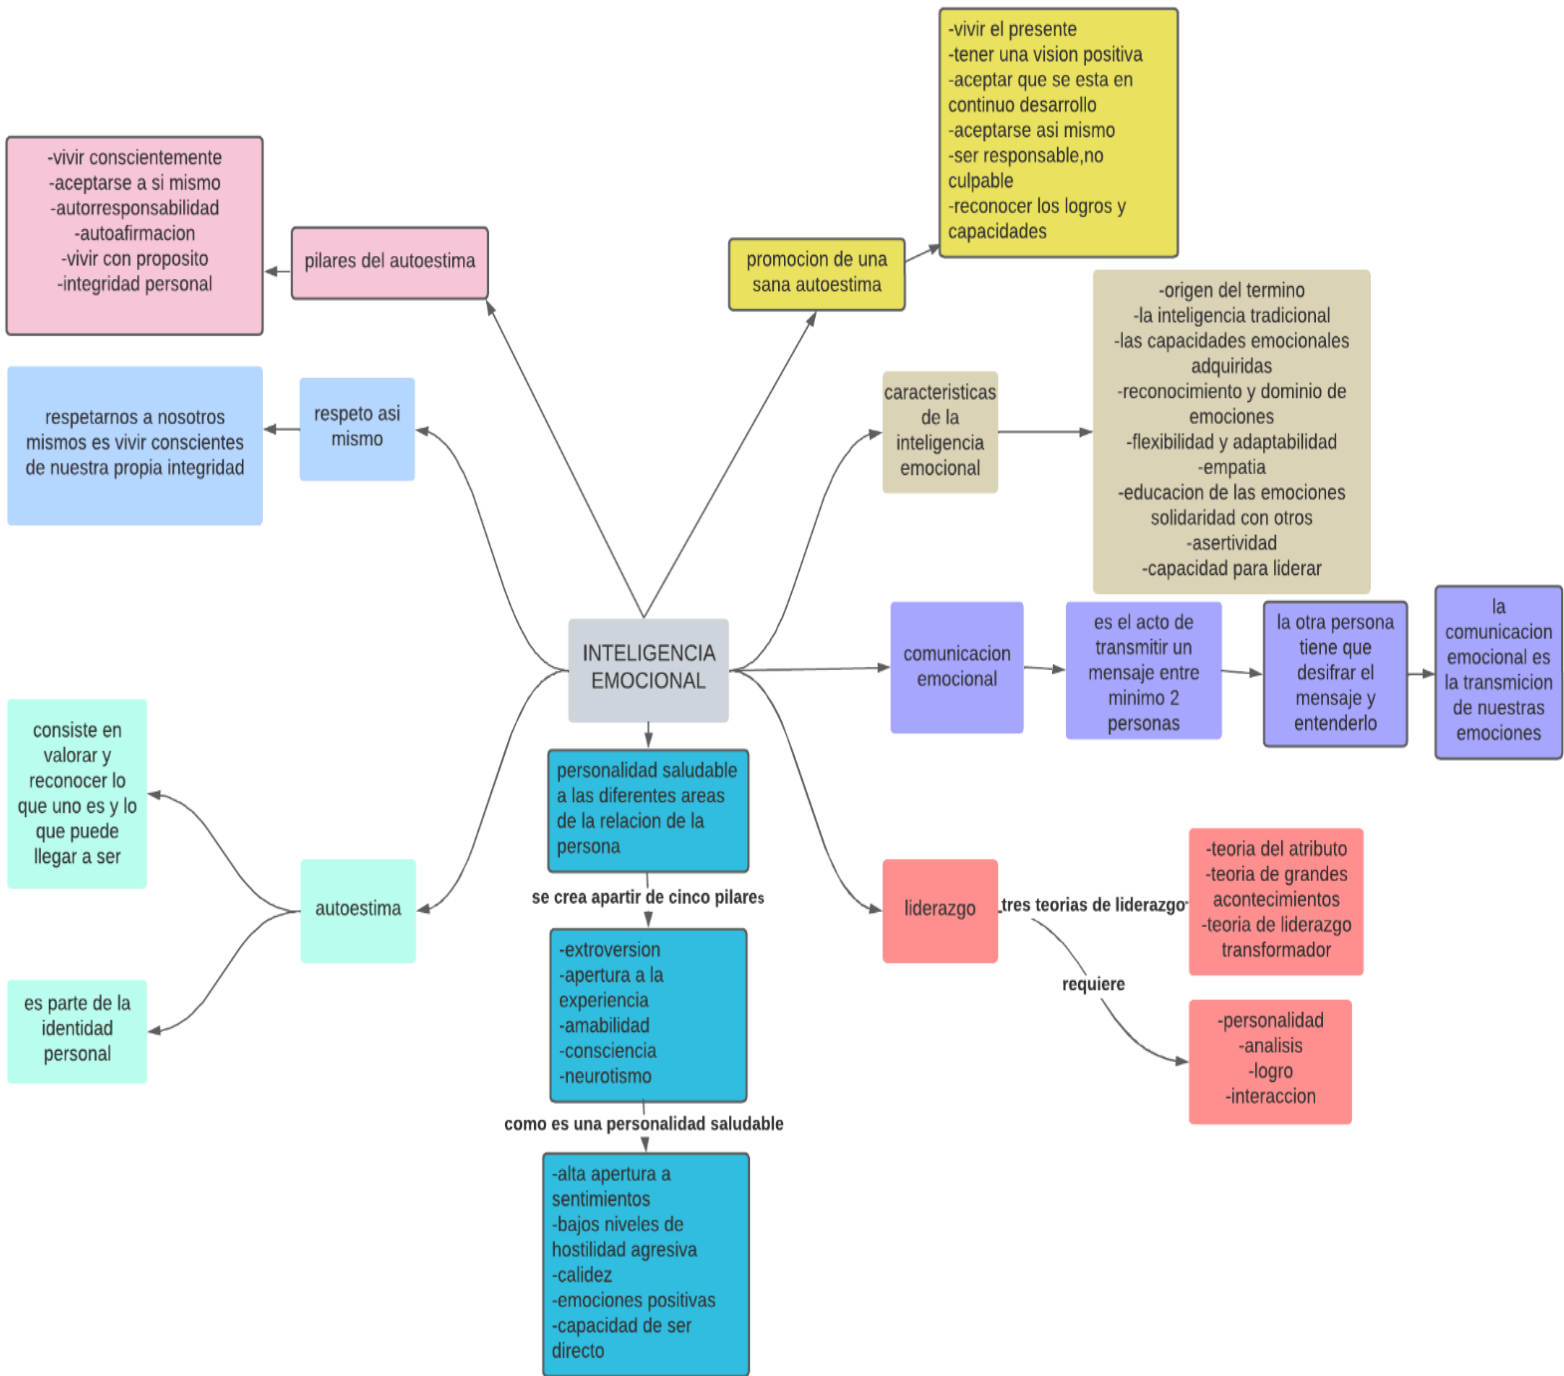 -vivir el presente
-tener una vision positiva
-aceptar que se esta en
continuo desarrollo
-aceptarse asi mismo
-ser responsable,no
culpable
-reconocer los logros y
capacidades
-vivir conscientemente
-aceptarse a si mismo
-autorresponsabilidad
-autoafirmacion
-vivir con proposito
-integridad personal
pilares del autoestima
promocion de una
sana autoestima
-origen del termino
-la inteligencia tradicional
-las capacidades emocionales
adquiridas
-reconocimiento y dominio de
emociones
-flexibilidad y adaptabilidad
-empatia
-educacion de las emociones
solidaridad con otros
-asertividad
-capacidad para liderar
caracteristicas
de la
inteligencia
emocional
respetarnos a nosotros
mismos es vivir conscientes
de nuestra propia integridad
respeto asi
mismo
INTELIGENCIA
EMOCIONAL
comunicacion
emocional
es el acto de
transmitir un
mensaje entre
minimo 2
personas
la otra persona
tiene que
desifrar el
mensaje y
entenderlo
la
comunicacion
emocional es
la transmicion
de nuestras
emociones
consiste en
valorar y
reconocer lo
que uno es y lo
que puede
llegar a ser
autoestima
es parte de la
identidad
personal
personalidad saludable
a las diferentes areas
de la relacion de la
persona
se crea apartir de cinco pilares
-extroversion
-apertura a la
experiencia
-amabilidad
-consciencia
-neurotismo
como es una personalidad saludable
-alta apertura a
sentimientos
-bajos niveles de
hostilidad agresiva
-calidez
-emociones positivas
-capacidad de ser
directo
liderazgo
tres teorias de liderazgo
-teoria del atributo
-teoria de grandes
acontecimientos
-teoria de liderazgo
transformador
requiere
-personalidad
-analisis
-logro
-interaccion